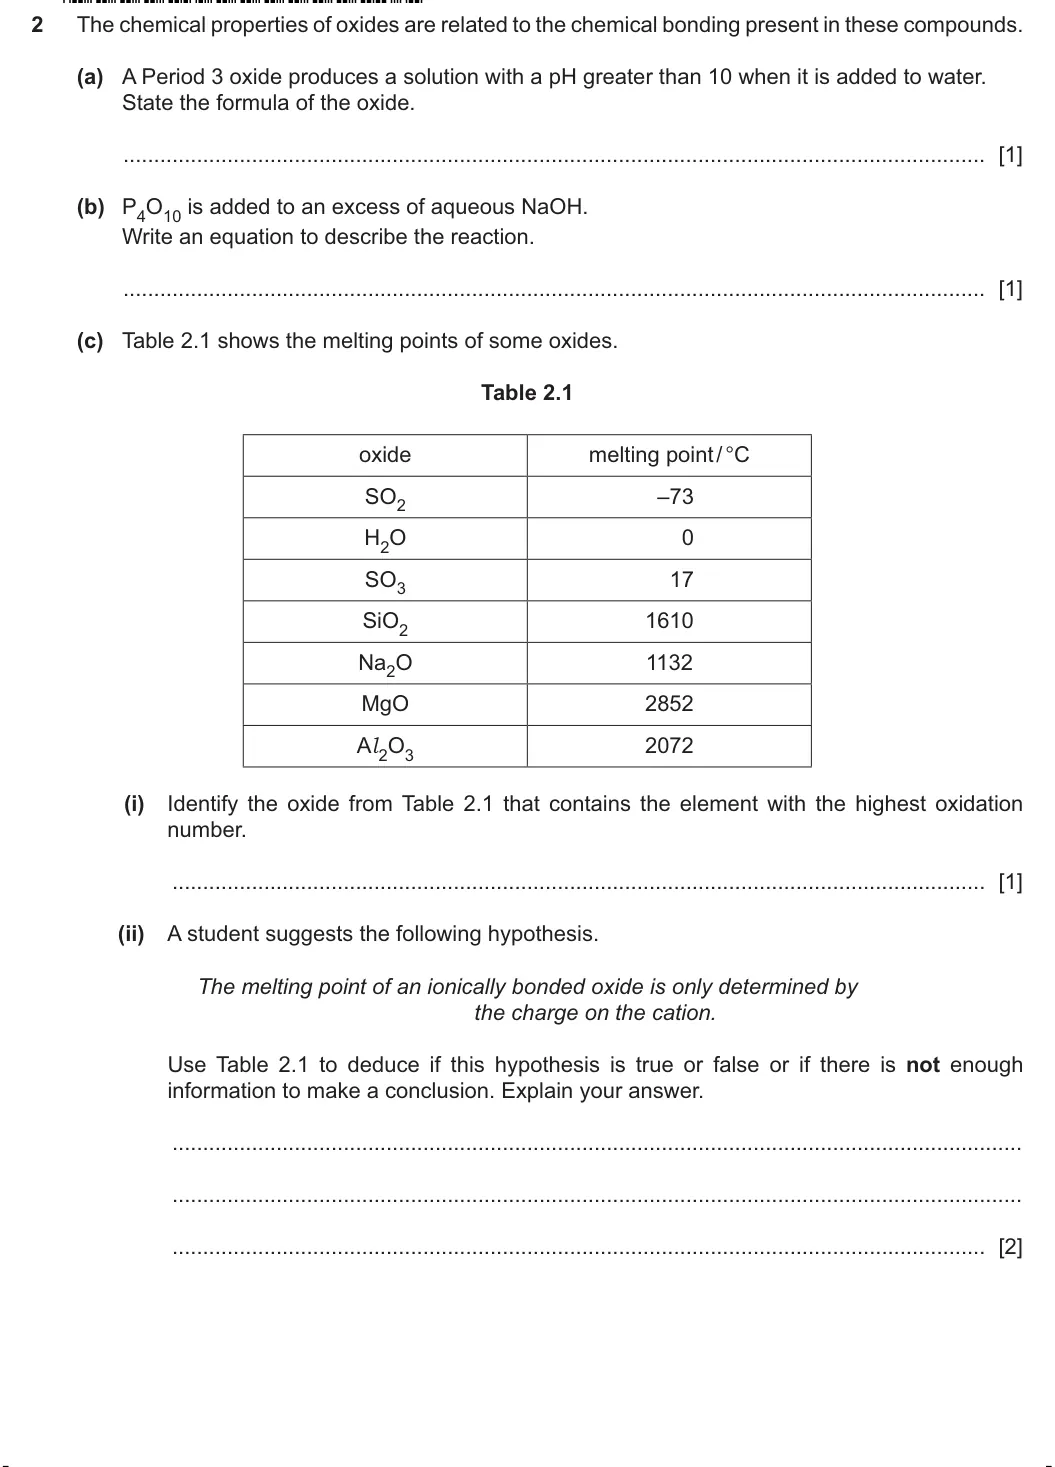 2 The chemical properties of oxides are related to the chemical bonding present in these compounds.
(a) A Period 3 oxide produces a solution with a pH greater than 10 when it is added to water.
State the formula of the oxide.
...................................................................................................................................... [1]
(b) P₄O₁₀ is added to an excess of aqueous NaOH.
Write an equation to describe the reaction.
...................................................................................................................................... [1]
(c) Table 2.1 shows the melting points of some oxides.
Table 2.1
oxide melting point / °C
SO₂ –73
H₂O 0
SO₃ 17
SiO₂ 1610
Na₂O 1132
MgO 2852
Al₂O₃ 2072
(i) Identify the oxide from Table 2.1 that contains the element with the highest oxidation
number.
...................................................................................................................................... [1]
(ii) A student suggests the following hypothesis.
The melting point of an ionically bonded oxide is only determined by
the charge on the cation.
Use Table 2.1 to deduce if this hypothesis is true or false or if there is not enough
information to make a conclusion. Explain your answer.
......................................................................................................................................
......................................................................................................................................
...................................................................................................................................... [2]